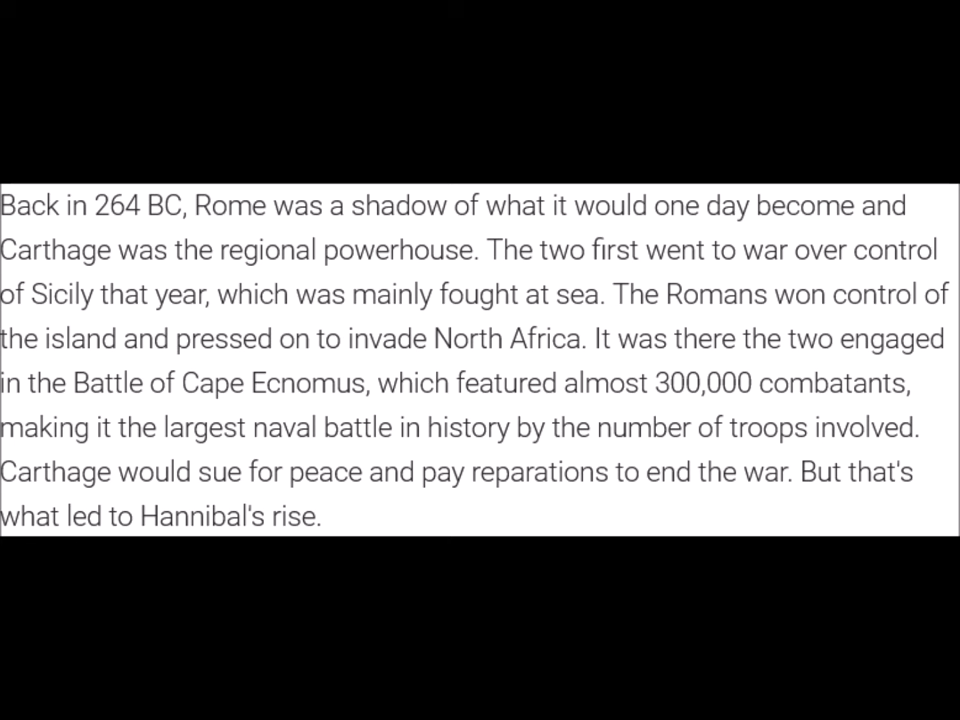 Back in 264 BC, Rome was a shadow of what it would one day become and
Carthage was the regional powerhouse. The two first went to war over control
of Sicily that year, which was mainly fought at sea. The Romans won control of
the island and pressed on to invade North Africa. It was there the two engaged
in the Battle of Cape Ecnomus, which featured almost 300,000 combatants,
making it the largest naval battle in history by the number of troops involved.
Carthage would sue for peace and pay reparations to end the war. But that's
what led to Hannibal's rise.